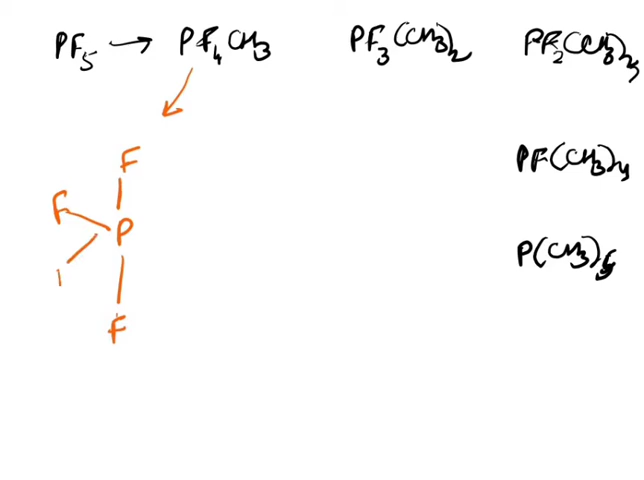 PF₅ → PF₄CH₃ PF₃(CH₃)₂ PF₂(CH₃)₃
PF(CH₃)₄
P(CH₃)₅
F
F
P
F